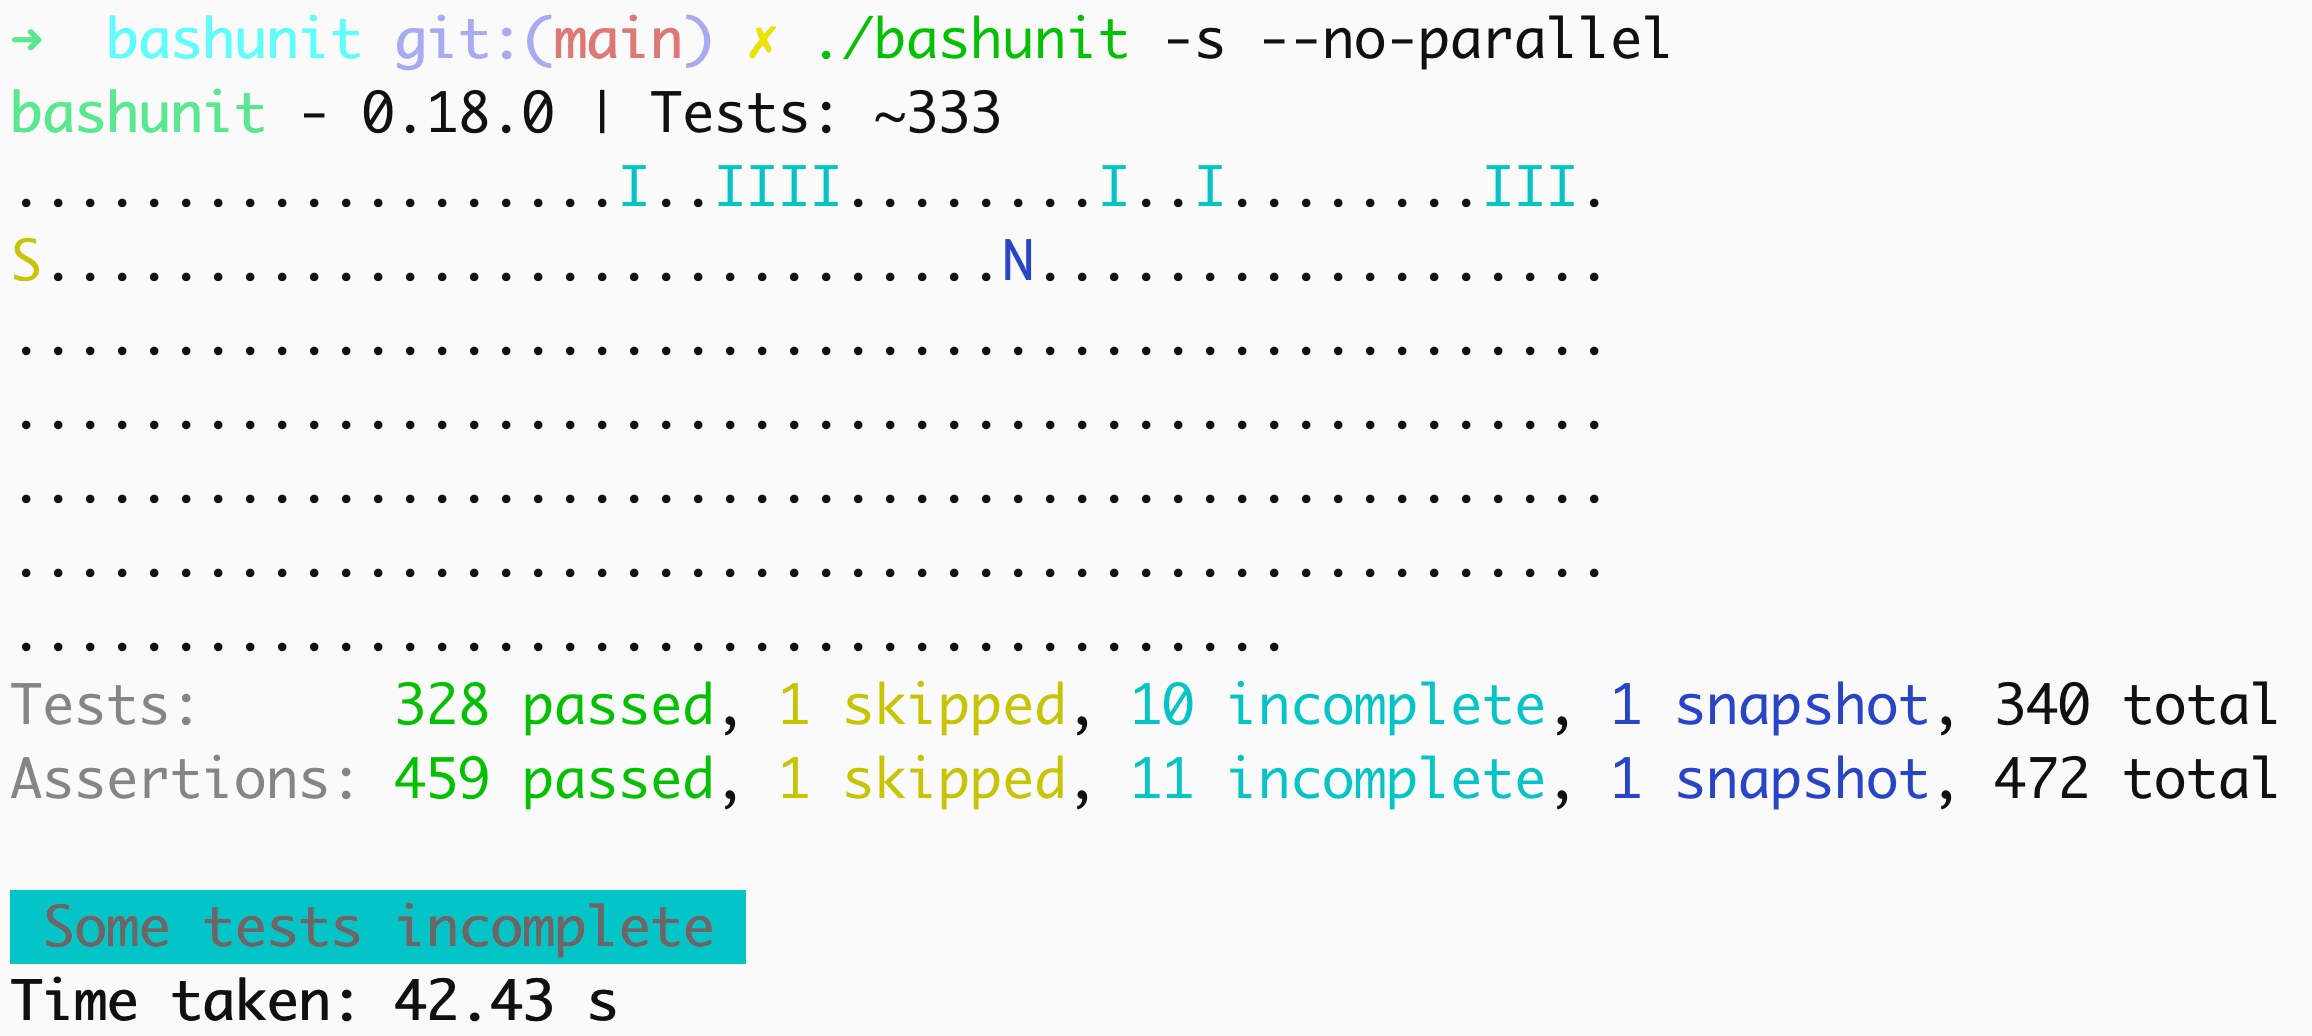 ➜  bashunit git:(main) ✗ ./bashunit -s --no-parallel
bashunit - 0.18.0 | Tests: ~333
...................I..IIII........I..I........III.
S..............................N..................
..................................................
..................................................
..................................................
..................................................
........................................
Tests:      328 passed, 1 skipped, 10 incomplete, 1 snapshot, 340 total
Assertions: 459 passed, 1 skipped, 11 incomplete, 1 snapshot, 472 total
Some tests incomplete
Time taken: 42.43 s